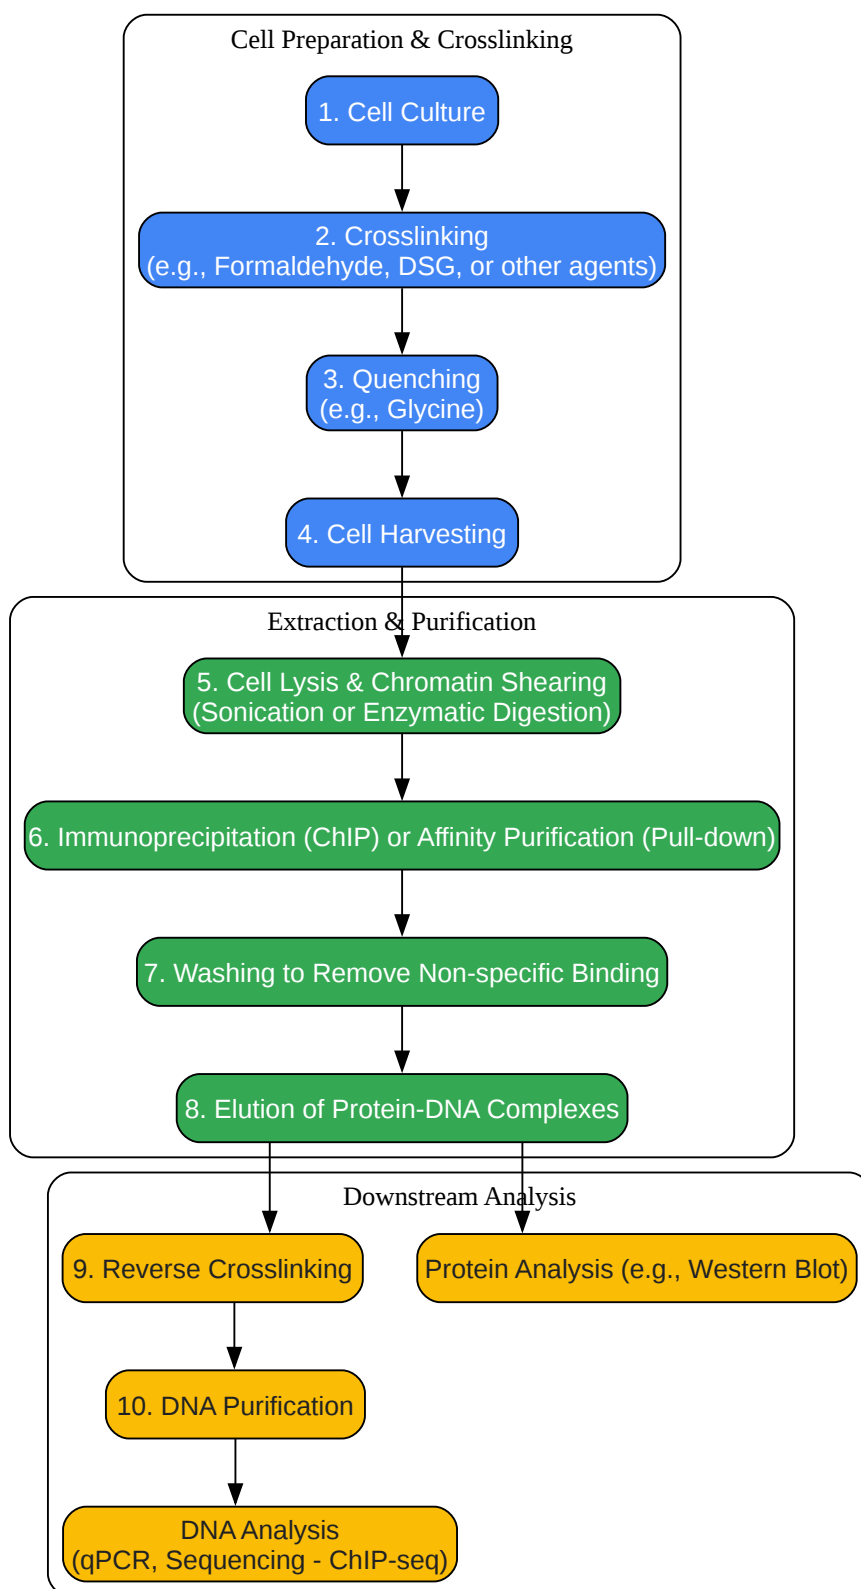 Cell Preparation & Crosslinking
1. Cell Culture
2. Crosslinking
(e.g., Formaldehyde, DSG, or other agents)
3. Quenching
(e.g., Glycine)
4. Cell Harvesting
Extraction & Purification
5. Cell Lysis & Chromatin Shearing
(Sonication or Enzymatic Digestion)
6. Immunoprecipitation (ChIP) or Affinity Purification (Pull-down)
7. Washing to Remove Non-specific Binding
8. Elution of Protein-DNA Complexes
Downstream Analysis
9. Reverse Crosslinking
Protein Analysis (e.g., Western Blot)
10. DNA Purification
DNA Analysis
(qPCR, Sequencing - ChIP-seq)